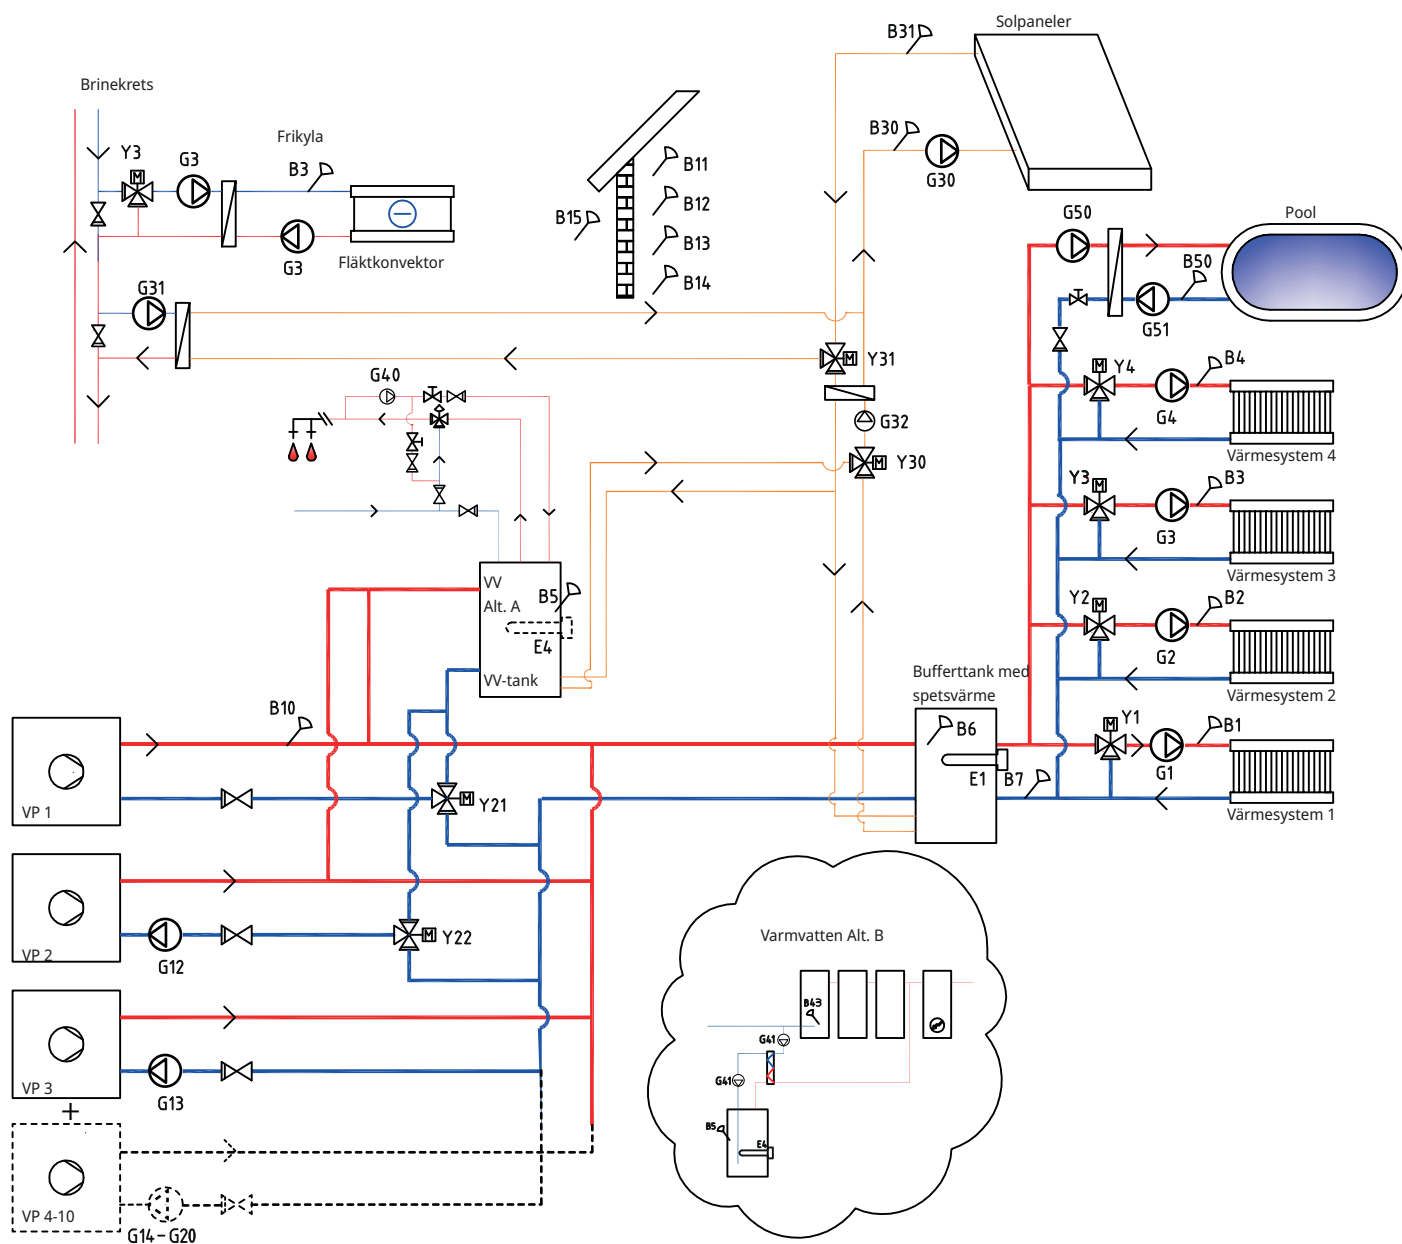 Solpaneler
B31
Brinekrets
B30
G30
Frikyla
Y3
G3
B3
B11
B12
B15
B13
B14
G3
Fläktkonvektor
G50
Pool
B50
G51
G31
Y31
Y4
B4
G4
Värmesystem 4
G40
G32
Y30
Y3
B3
G3
Värmesystem 3
VV
Alt. A
B5
E4
VV-tank
Y2
B2
G2
Värmesystem 2
Bufferttank med
spetsvärme
B10
B6
E1
B7
Y1
B1
G1
Värmesystem 1
VP 1
Y21
VP 2
G12
Y22
Varmvatten Alt. B
B43
G41
G41
B5
E4
VP 3
G13
+
VP 4-10
G14-G20
M
M
M
M
M
M
M
M
M